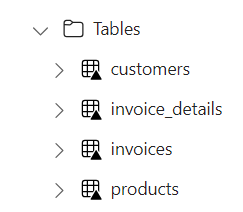 Tables
customers
invoice_details
invoices
products